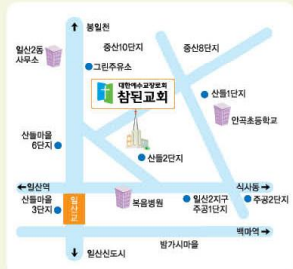 봉일천
일산2동
사무소
중산10단지
중산8단지
그린주유소
대한예수교장로회
참된교회
산들1단지
안곡초등학교
산들마을
6단지
산들2단지
←일산역
식사동→
산들마을
3단지
일산교
복음병원
일산2지구
주공1단지
주공2단지
백마역→
밤가시마을
일산신도시